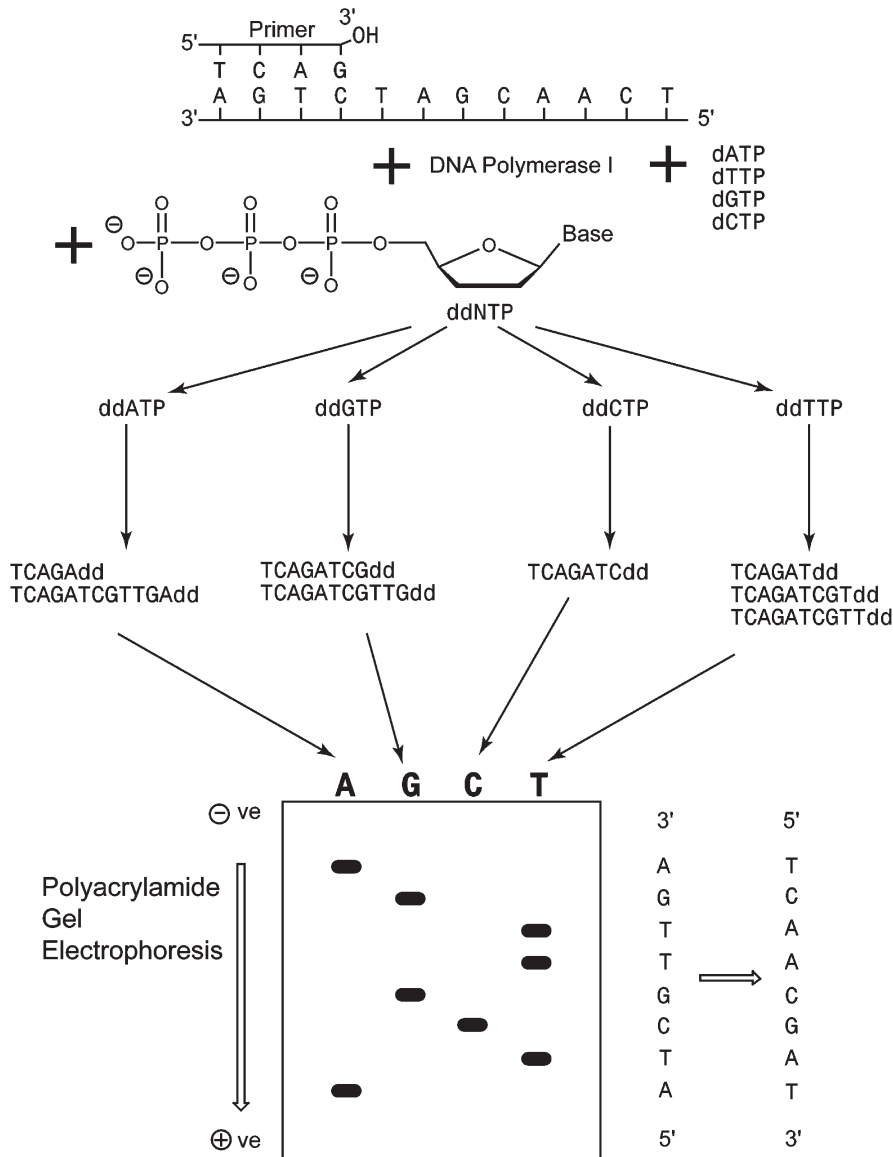 3'
Primer
5' OH
T C A G
A G T C T A G C A A C T
3' 5'
+ DNA Polymerase I +
dATP
dTTP
dGTP
dCTP
+
O O O
⊖ O P O P O P O O Base
⊖ O ⊖ O ⊖ O
ddNTP
ddATP ddGTP ddCTP ddTTP
TCAGAdd
TCAGATCGTTGAdd
TCAGATCGdd
TCAGATCGTTGdd
TCAGATCdd
TCAGATdd
TCAGATCGTdd
TCAGATCGTTdd
A G C T
⊖ ve
Polyacrylamide
Gel
Electrophoresis
⊕ ve
3' 5'
A T
G C
T A
T A
G C
C G
T A
A T
5' 3'